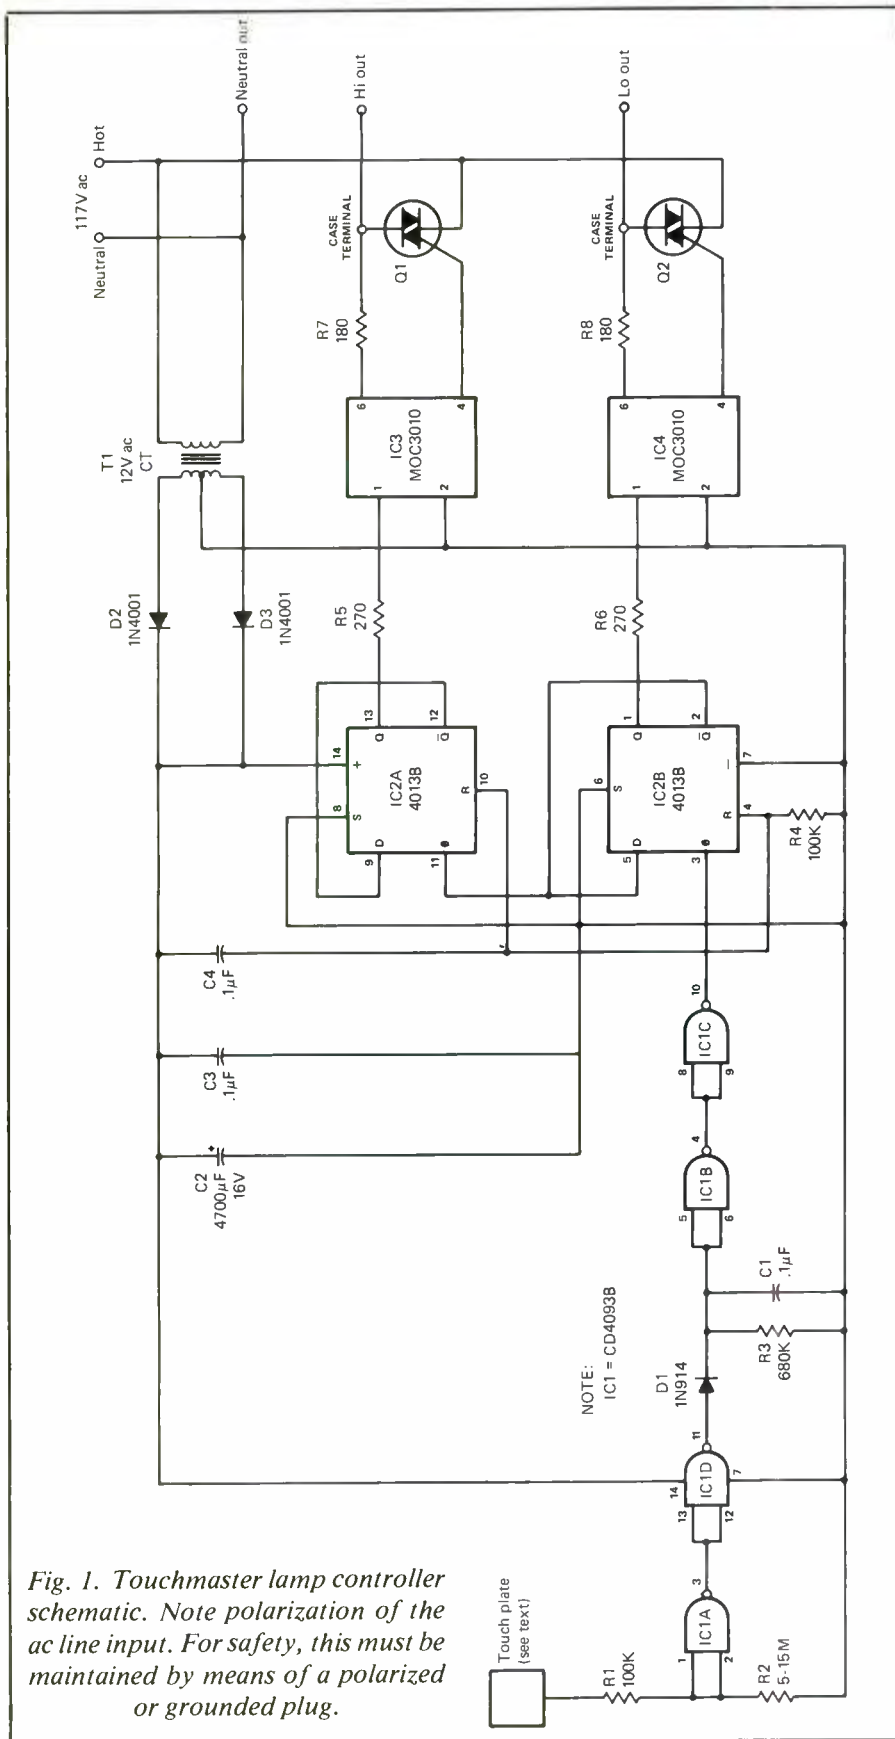 Neutral out
Hot
117V ac
Neutral
Hi out
Lo out
CASE
TERMINAL
Q1
CASE
TERMINAL
Q2
R7
180
R8
180
T1
12V ac
CT
6
IC3
MOC3010
4
1
2
6
IC4
MOC3010
4
1
2
D2
1N4001
D3
1N4001
R5
270
R6
270
13
Q
12
Q̅
14
+
8
S
IC2A
4013B
R
10
D
9
11
1
Q
2
Q̅
6
S
IC2B
4013B
—
7
R
4
D
5
3
R4
100K
C4
.1µF
C3
.1µF
+
C2
4700µF
16V
10
IC1C
8
9
4
IC1B
5
6
C1
.1µF
R3
680K
NOTE:
IC1 = CD4093B
D1
1N914
11
14
IC1D
7
13
12
3
IC1A
1
2
Touch plate
(see text)
R1
100K
R2
5-15M
Fig. 1. Touchmaster lamp controller
schematic. Note polarization of the
ac line input. For safety, this must be
maintained by means of a polarized
or grounded plug.